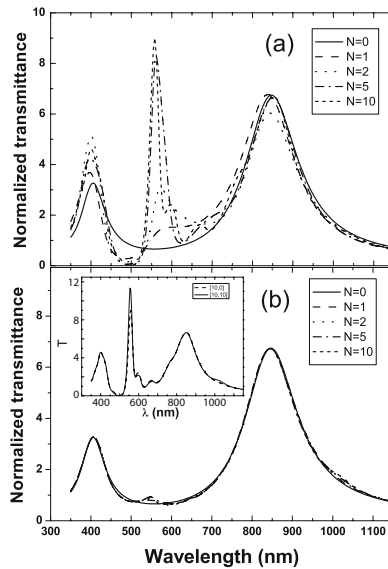 Normalized transmittance
10
8
6
4
2
0
(a)
N=0
N=1
N=2
N=5
N=10
Normalized transmittance
8
6
4
2
0
(b)
N=0
N=1
N=2
N=5
N=10
T
12
8
4
0
[10,0]
[10,10]
400 600 800 1000
λ (nm)
300 400 500 600 700 800 900 1000 1100
Wavelength (nm)